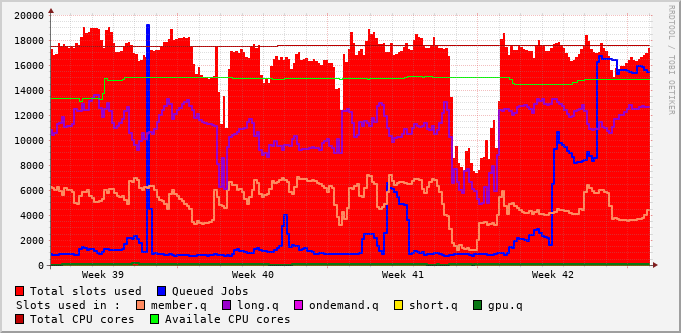 20000
18000
16000
14000
12000
10000
8000
6000
4000
2000
0
Week 39 Week 40 Week 41 Week 42
RRDTOOL / TOBI OETIKER
Total slots used Queued Jobs
Slots used in : member.q long.q ondemand.q short.q gpu.q
Total CPU cores Availale CPU cores